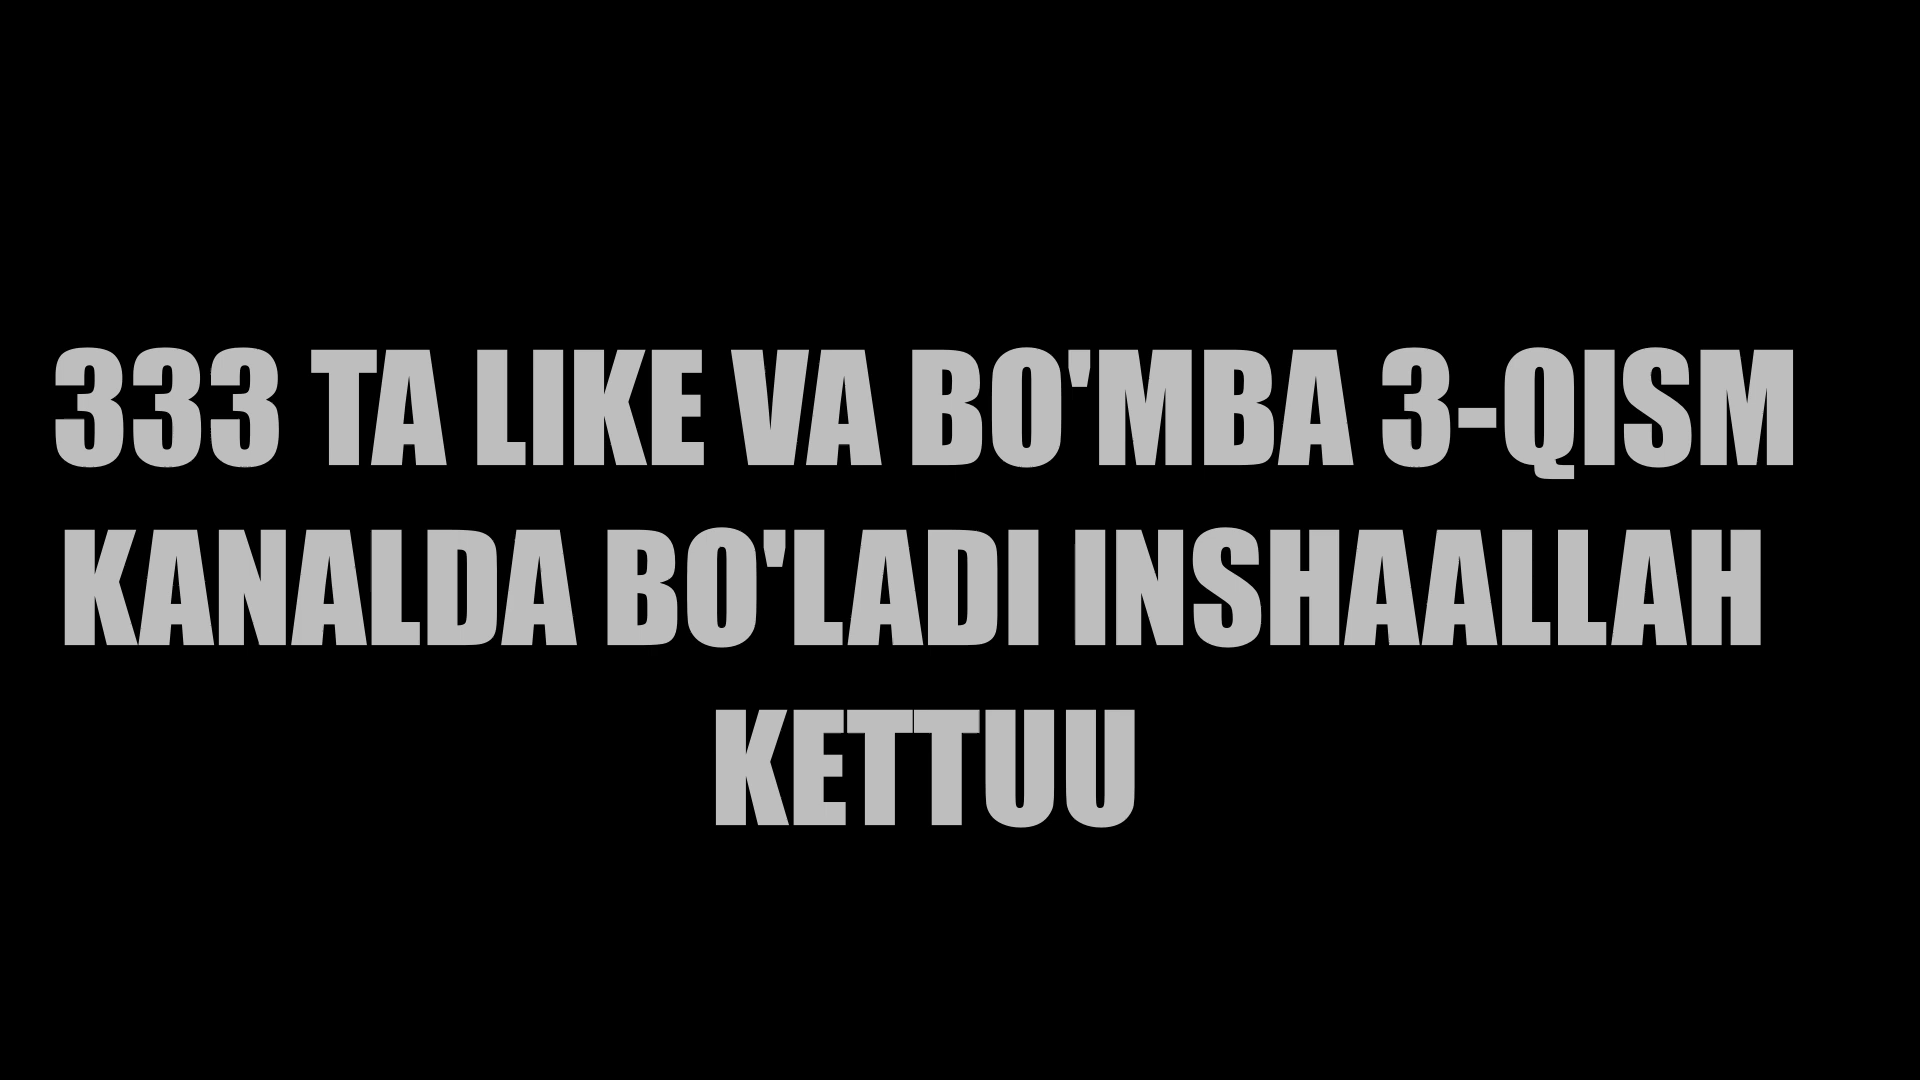 333 TA LIKE VA BO'MBA 3-QISM
KANALDA BO'LADI INSHAALLAH
KETTUU